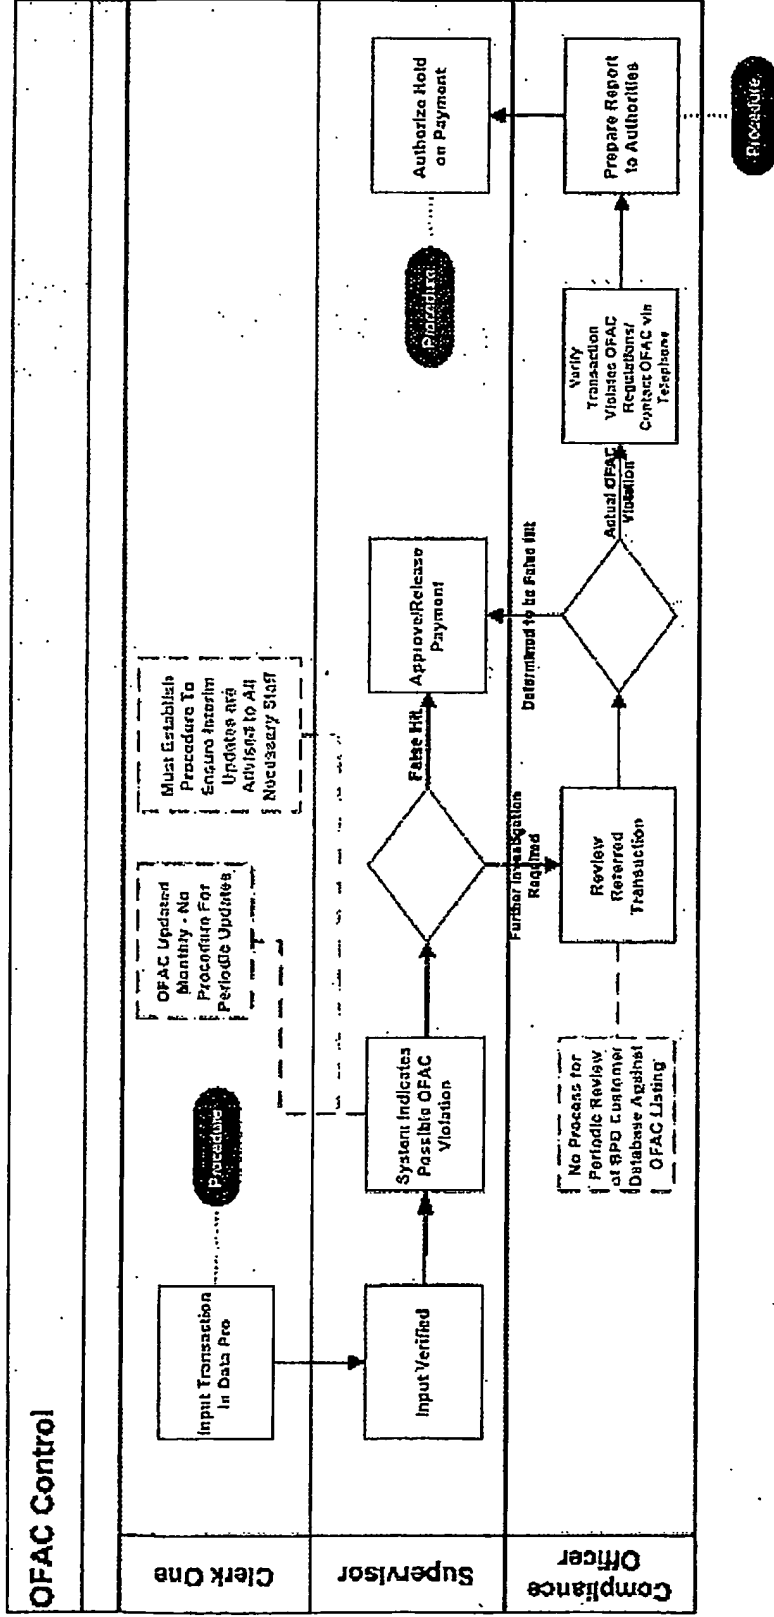 OFAC Control
Clerk One
Input Transaction
In Data Pro
Procedure
OFAC Updated
Monthly - No
Procedure For
Periodic Updates
Must Establish
Procedure To
Ensure Interim
Updates are
Advised to All
Necessary Staff
Supervisor
Input Verified
System Indicates
Possible OFAC
Violation
False Hit
Approve/Release
Payment
Procedure
Authorize Hold
on Payment
Further Investigation
Required
Determined to be False Hit
Compliance
Officer
No Process for
Periodic Review
of BPD Customer
Database Against
OFAC Listing
Review
Referred
Transaction
Actual OFAC
Violation
Verify
Transaction
Violates OFAC
Regulations/
Contact OFAC via
Telephone
Prepare Report
to Authorities
Procedure